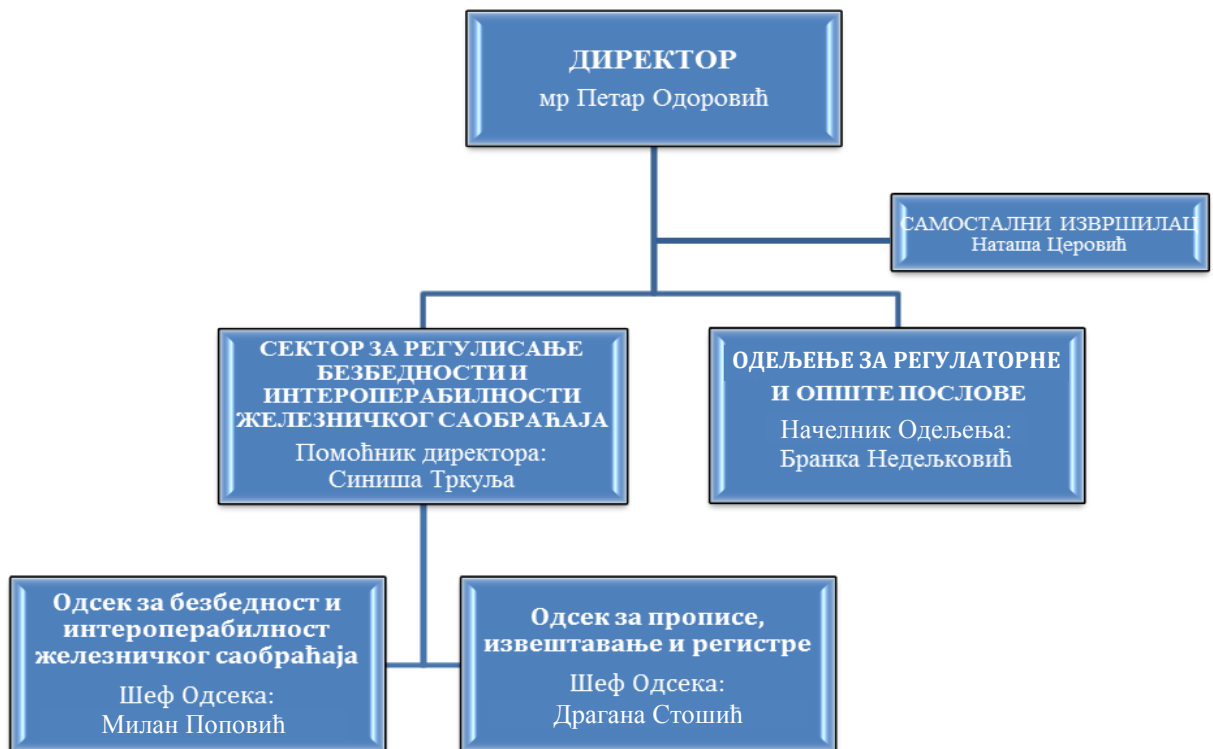 ДИРЕКТОР
мр Петар Одоровић
САМОСТАЛНИ ИЗВРШИЛАЦ
Наташа Церовић
СЕКТОР ЗА РЕГУЛИСАЊЕ
БЕЗБЕДНОСТИ И
ИНТЕРОПЕРАБИЛНОСТИ
ЖЕЛЕЗНИЧКОГ САОБРАЋАЈА
Помоћник директора:
Синиша Тркуља
ОДЕЉЕЊЕ ЗА РЕГУЛАТОРНЕ
И ОПШТЕ ПОСЛОВЕ
Начелник Одељења:
Бранка Недељковић
Одсек за безбедност и
интероперабилност
железничког саобраћаја
Шеф Одсека:
Милан Поповић
Одсек за прописе,
извештавање и регистре
Шеф Одсека:
Драгана Стошић